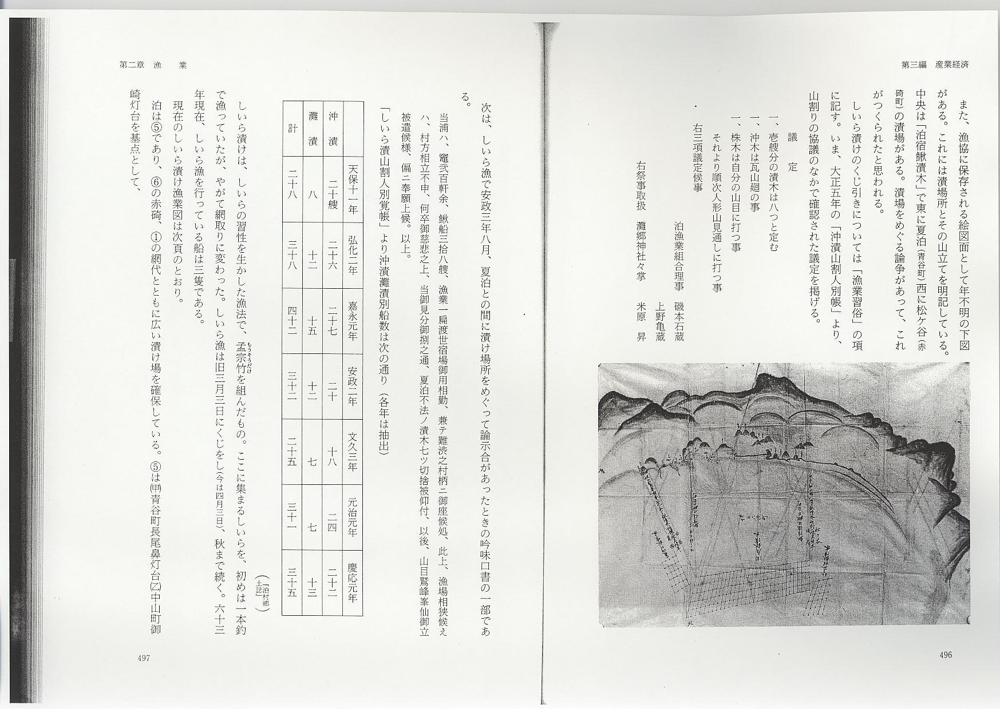 第三編　産業経済
また、漁協に保存される絵図面として年不明の下図
がある。これには漬場所とその山立てを明記している。
中央は「泊宿鱰漬木」で東に夏泊（青谷町）西に松ケ谷（赤
碕町）の漬場がある。漬場をめぐる論争があって、これ
がつくられたと思われる。
しいら漬けのくじ引きについては「漁業習俗」の項
に記す。いま、大正五年の「沖漬山割人別帳」より、
山割りの協議のなかで確認された議定を掲げる。
議　定
一、壱艘分の漬木は八つと定む
一、沖木は瓦山廻の事
一、株木は自分の山目に打つ事
それより順次人形山見通しに打つ事
右三項議定候事
泊漁業組合理事　磯本石蔵
上野亀蔵
右祭事取扱　灘郷神社々掌　米原　昇
496
次は、しいら漁で安政三年八月、夏泊との間に漬け場所をめぐって論示合があったときの吟味口書の一部であ
る。
当浦ハ、竈弐百軒余、鱰船三拾八艘、漁業一扁渡世宿場御用相勤、兼テ難渋之村柄ニ御座候処、此上、漁場相狭候え
ハ、村方相立不申、何卒御慈悲之上、当御見分御捌之通、夏泊不法ノ漬木七ツ切捨被仰付、以後、山目鷲峰峯仙御立
被遣候様、偏ニ奉願上候。以上。
「しいら漬山割人別覚帳」より沖漬灘漬別船数は次の通り（各年は抽出）
天保十一年　弘化二年　嘉永元年　安政二年　文久三年　元治元年　慶応元年
沖漬　二十艘　二十六　二十七　二十　十八　二四　二十二
灘漬　八　十二　十五　十二　七　七　十三
計　二十八　三十八　四十二　三十二　二十五　三十一　三十五
（「泊村郷土誌」）
しいら漬けは、しいらの習性を生かした漁法で、孟宗竹（もうそうだけ）を組んだもの。ここに集まるしいらを、初めは一本釣
で漁っていたが、やがて網取りに変わった。しいら漁は旧三月三日にくじをし（今は四月三日）、秋まで続く。六十三
年現在、しいら漁を行っている船は三隻である。
現在のしいら漬け漁業図は次頁のとおり。
泊は⑤であり、⑥の赤碕、①の網代とともに広い漬け場を確保している。⑤は㈙青谷町長尾鼻灯台㈚中山町御
崎灯台を基点として、
第二章　漁　業
497